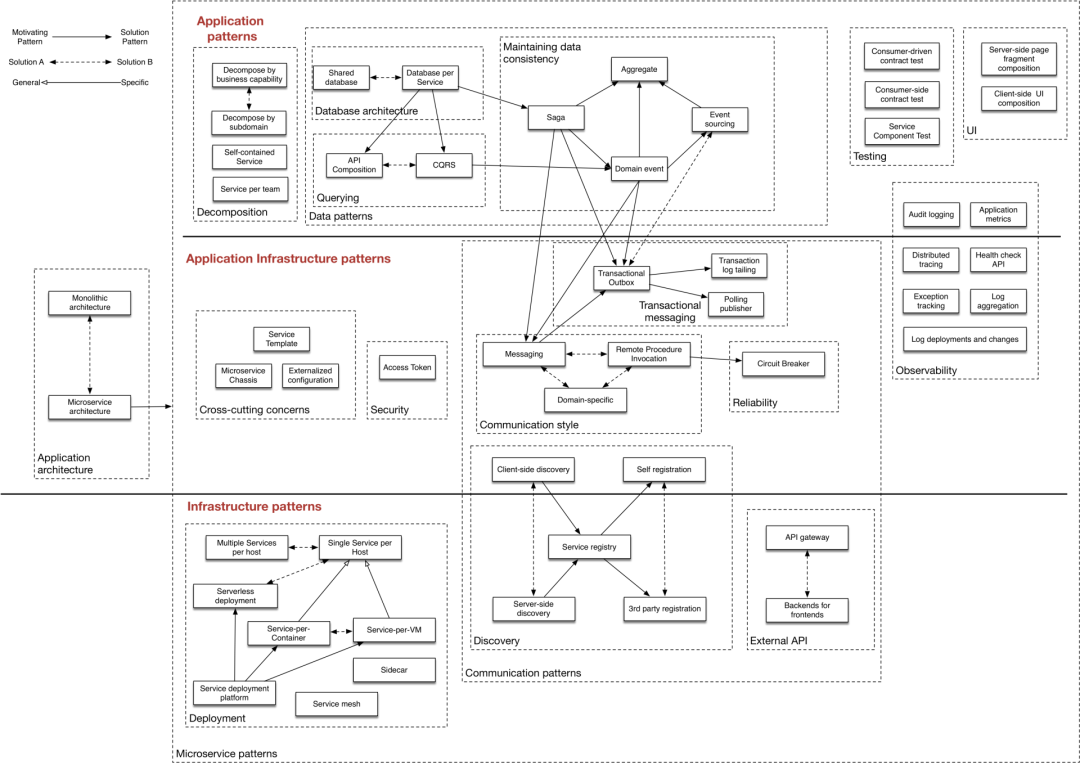 Motivating
Pattern
Solution
Pattern
Solution A
Solution B
General
Specific
Application
patterns
Decompose by
business capability
Decompose by
subdomain
Self-contained
Service
Service per team
Decomposition
Shared
database
Database per
Service
Database architecture
API
Composition
CQRS
Querying
Data patterns
Maintaining data
consistency
Aggregate
Saga
Event
sourcing
Domain event
Consumer-driven
contract test
Consumer-side
contract test
Service
Component Test
Testing
Server-side page
fragment
composition
Client-side UI
composition
UI
Audit logging
Application
metrics
Distributed
tracing
Health check
API
Exception
tracking
Log
aggregation
Log deployments and changes
Observability
Application Infrastructure patterns
Monolithic
architecture
Microservice
architecture
Application
architecture
Service
Template
Microservice
Chassis
Externalized
configuration
Cross-cutting concerns
Access Token
Security
Transactional
Outbox
Transaction
log tailing
Polling
publisher
Transactional
messaging
Messaging
Remote Procedure
Invocation
Domain-specific
Communication style
Circuit Breaker
Reliability
Client-side discovery
Self registration
Service registry
Server-side
discovery
3rd party registration
Discovery
Communication patterns
API gateway
Backends for
frontends
External API
Infrastructure patterns
Multiple Services
per host
Single Service per
Host
Serverless
deployment
Service-per-
Container
Service-per-VM
Sidecar
Service deployment
platform
Service mesh
Deployment
Microservice patterns